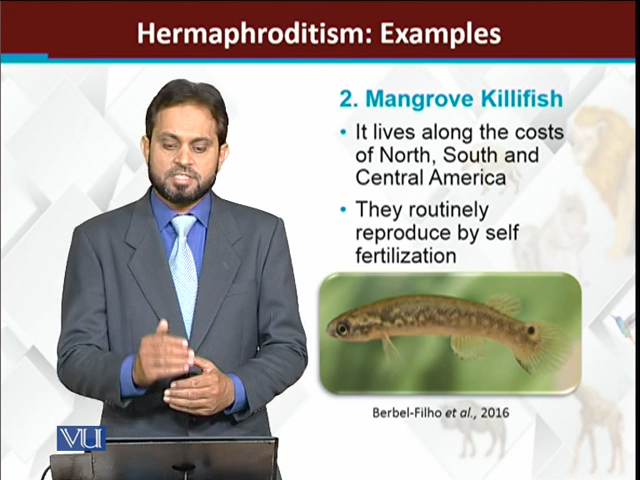 Hermaphroditism: Examples
2. Mangrove Killifish
• It lives along the costs
of North, South and
Central America
• They routinely
reproduce by self
fertilization
Berbel-Filho et al., 2016
VU